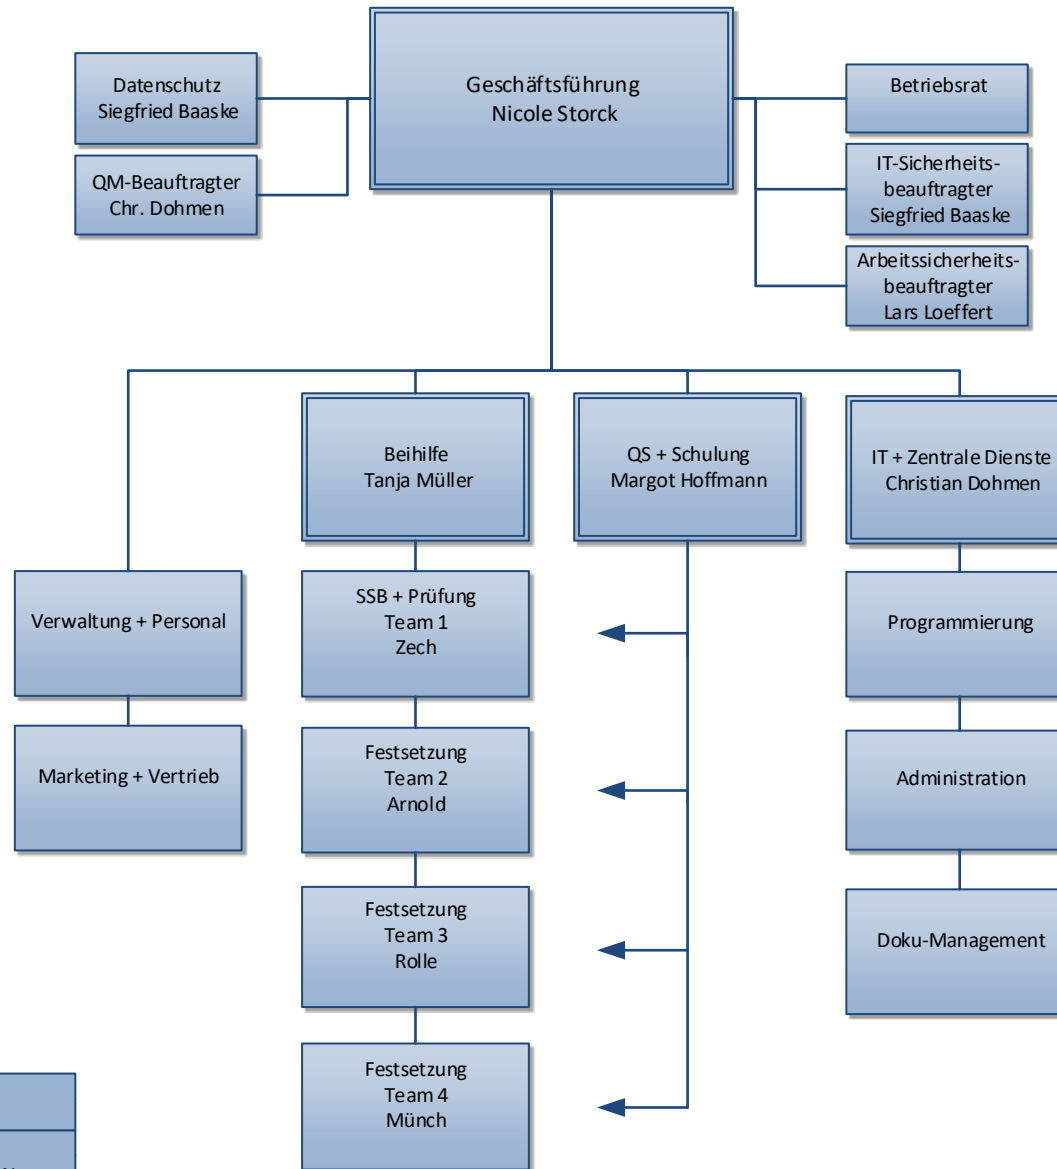 Geschäftsführung
Nicole Storck
Datenschutz
Siegfried Baaske
QM-Beauftragter
Chr. Dohmen
Betriebsrat
IT-Sicherheits-
beauftragter
Siegfried Baaske
Arbeitssicherheits-
beauftragter
Lars Loeffert
Verwaltung + Personal
Marketing + Vertrieb
Beihilfe
Tanja Müller
SSB + Prüfung
Team 1
Zech
Festsetzung
Team 2
Arnold
Festsetzung
Team 3
Rolle
Festsetzung
Team 4
Münch
QS + Schulung
Margot Hoffmann
IT + Zentrale Dienste
Christian Dohmen
Programmierung
Administration
Doku-Management